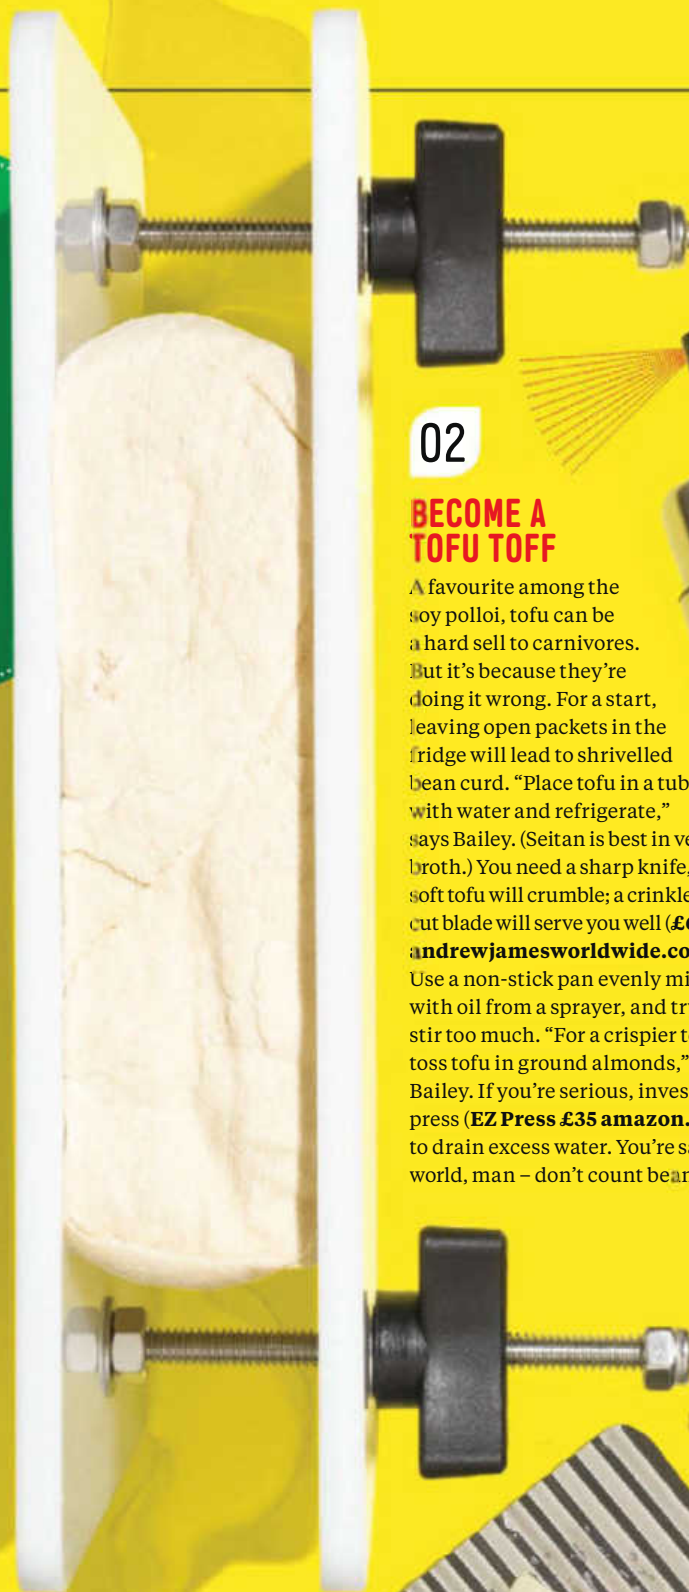 02
BECOME A
TOFU TOFF
A favourite among the
soy polloi, tofu can be
a hard sell to carnivores.
But it's because they're
doing it wrong. For a start,
leaving open packets in the
fridge will lead to shrivelled
bean curd. “Place tofu in a tub
with water and refrigerate,”
says Bailey. (Seitan is best in
broth.) You need a sharp knife,
soft tofu will crumble; a crinkle
cut blade will serve you well
andrewjamesworldwide.co
Use a non-stick pan evenly
with oil from a sprayer, and
stir too much. “For a crispier
toss tofu in ground almonds,”
Bailey. If you're serious,
press (EZ Press £35 amazon.
to drain excess water. You're
world, man – don't count